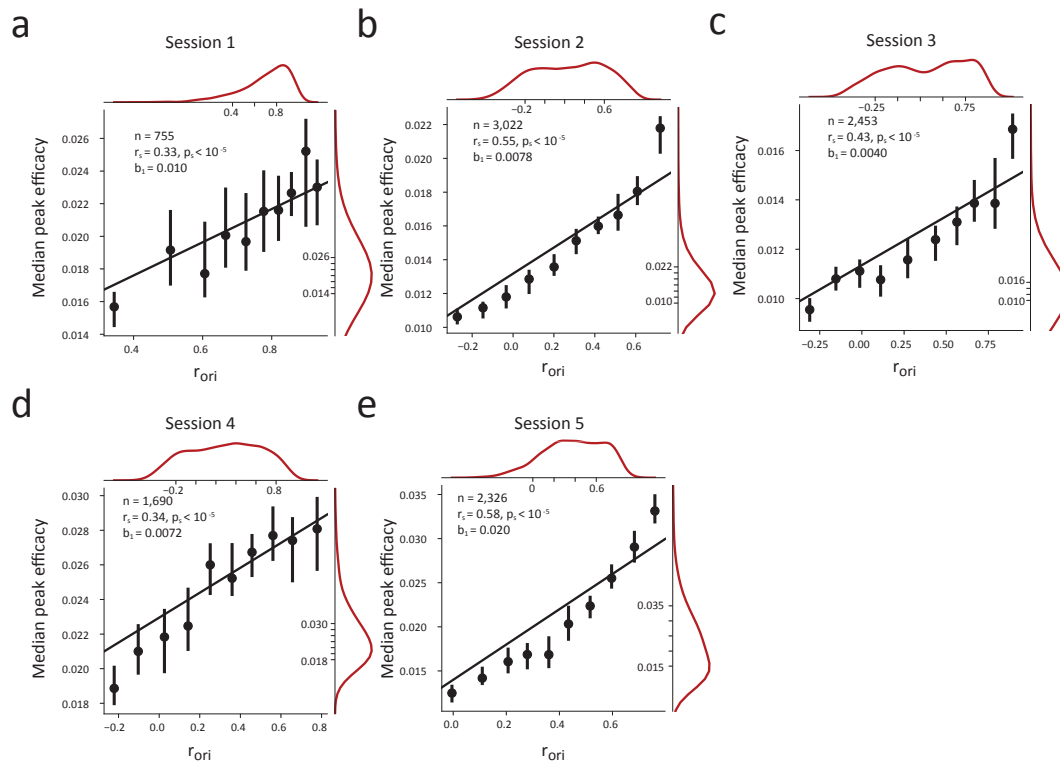 a
Session 1
0.4 0.8
n = 755
rₛ = 0.33, pₛ < 10⁻⁵
b₁ = 0.010
Median peak efficacy
0.026
0.024
0.022
0.020
0.018
0.016
0.014
0.026
0.014
0.4 0.6 0.8
r_ori
b
Session 2
−0.2 0.6
n = 3,022
rₛ = 0.55, pₛ < 10⁻⁵
b₁ = 0.0078
Median peak efficacy
0.022
0.020
0.018
0.016
0.014
0.012
0.010
0.022
0.010
−0.2 0.0 0.2 0.4 0.6
r_ori
c
Session 3
-0.25 0.75
n = 2,453
rₛ = 0.43, pₛ < 10⁻⁵
b₁ = 0.0040
Median peak efficacy
0.016
0.014
0.012
0.010
0.016
0.010
−0.25 0.00 0.25 0.50 0.75
r_ori
d
Session 4
-0.2 0.8
n = 1,690
rₛ = 0.34, pₛ < 10⁻⁵
b₁ = 0.0072
Median peak efficacy
0.030
0.028
0.026
0.024
0.022
0.020
0.018
0.030
0.018
−0.2 0.0 0.2 0.4 0.6 0.8
r_ori
e
Session 5
0 0.6
n = 2,326
rₛ = 0.58, pₛ < 10⁻⁵
b₁ = 0.020
Median peak efficacy
0.035
0.030
0.025
0.020
0.015
0.035
0.015
0.0 0.2 0.4 0.6
r_ori